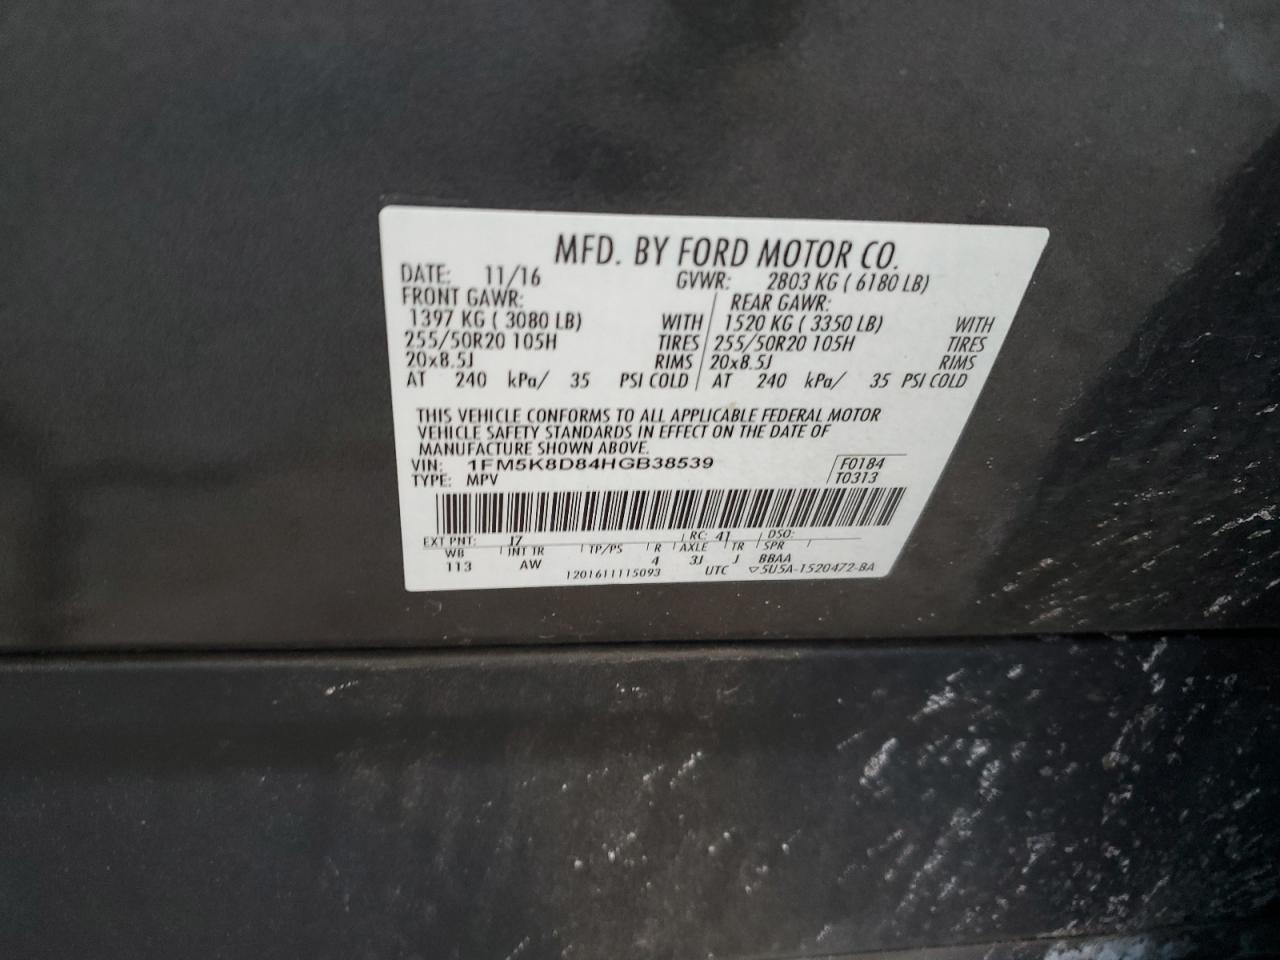 MFD. BY FORD MOTOR CO.
DATE: 11/16 GVWR: 2803 KG ( 6180 LB)
FRONT GAWR: REAR GAWR:
1397 KG ( 3080 LB) WITH 1520 KG ( 3350 LB) WITH
255/50R20 105H TIRES 255/50R20 105H TIRES
20x8.5J RIMS 20x8.5J RIMS
AT 240 kPa/ 35 PSI COLD AT 240 kPa/ 35 PSI COLD
THIS VEHICLE CONFORMS TO ALL APPLICABLE FEDERAL MOTOR
VEHICLE SAFETY STANDARDS IN EFFECT ON THE DATE OF
MANUFACTURE SHOWN ABOVE.
VIN: 1FM5K8D84HGB38539 F0184
TYPE: MPV T0313
EXT PNT: J7 RC: 41 DSO:
WB INT TR TP/PS R AXLE TR SPR
113 AW 4 3J J BBAA
1201611115093 UTC ▽5U5A-1520472-BA